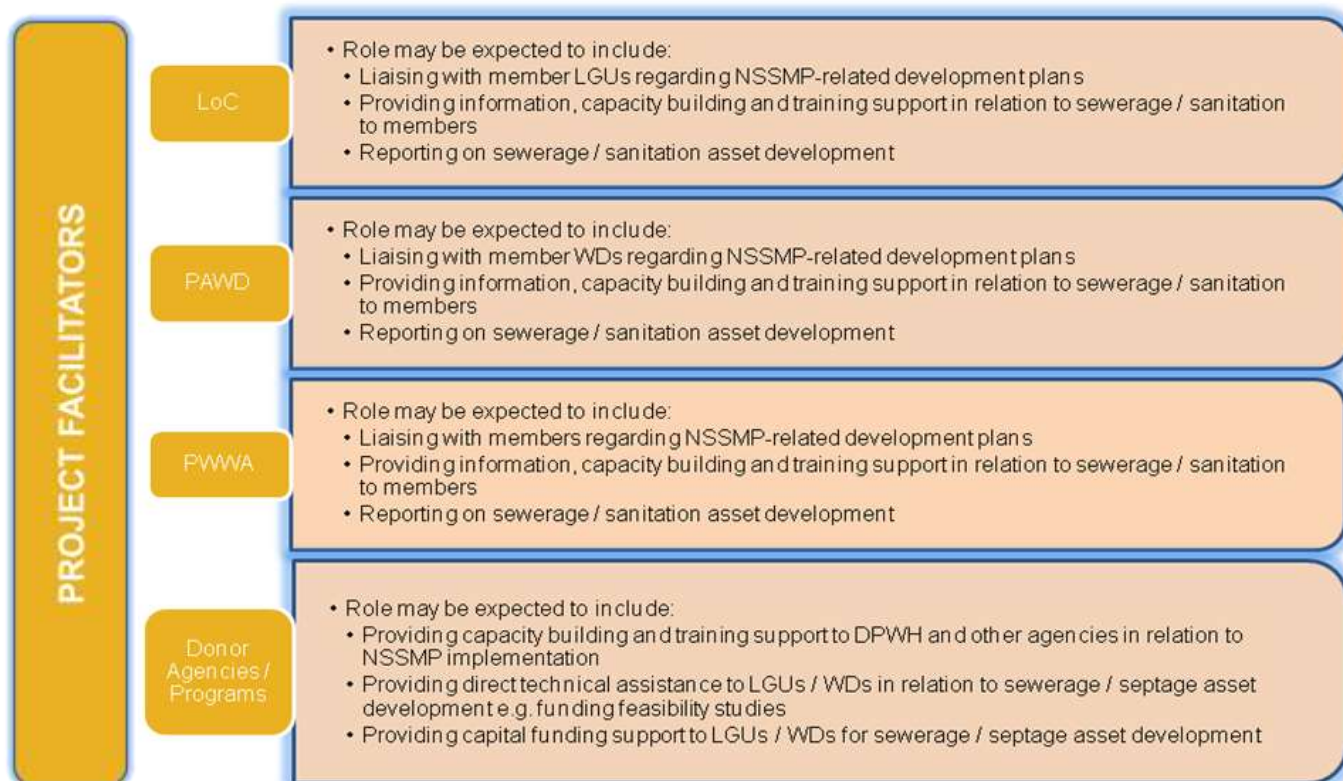 PROJECT FACILITATORS
LoC
• Role may be expected to include:
• Liaising with member LGUs regarding NSSMP-related development plans
• Providing information, capacity building and training support in relation to sewerage / sanitation
to members
• Reporting on sewerage / sanitation asset development
PAWD
• Role may be expected to include:
• Liaising with member WDs regarding NSSMP-related development plans
• Providing information, capacity building and training support in relation to sewerage / sanitation
to members
• Reporting on sewerage / sanitation asset development
PWWA
• Role may be expected to include:
• Liaising with members regarding NSSMP-related development plans
• Providing information, capacity building and training support in relation to sewerage / sanitation
to members
• Reporting on sewerage / sanitation asset development
Donor
Agencies /
Programs
• Role may be expected to include:
• Providing capacity building and training support to DPWH and other agencies in relation to
NSSMP implementation
• Providing direct technical assistance to LGUs / WDs in relation to sewerage / septage asset
development e.g. funding feasibility studies
• Providing capital funding support to LGUs / WDs for sewerage / septage asset development